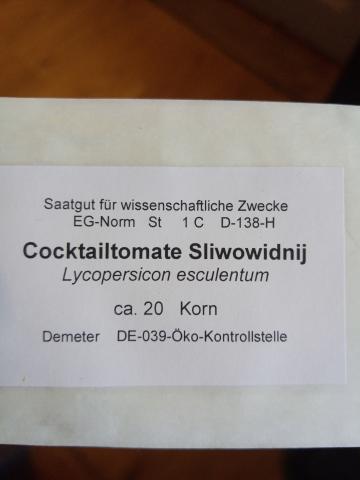 Saatgut für wissenschaftliche Zwecke
EG-Norm St 1 C D-138-H
Cocktailtomate Sliwowidnij
Lycopersicon esculentum
ca. 20 Korn
Demeter DE-039-Öko-Kontrollstelle